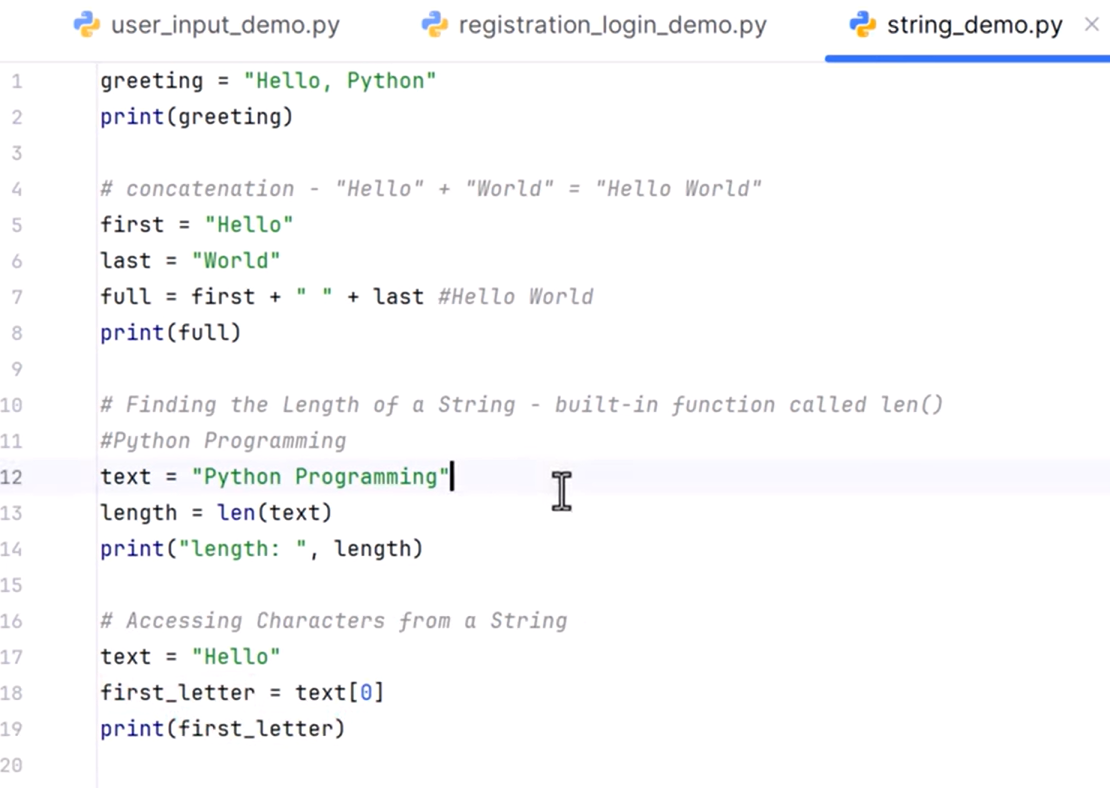 user_input_demo.py registration_login_demo.py string_demo.py
1 greeting = "Hello, Python"
2 print(greeting)
3
4 # concatenation - "Hello" + "World" = "Hello World"
5 first = "Hello"
6 last = "World"
7 full = first + " " + last #Hello World
8 print(full)
9
10 # Finding the Length of a String - built-in function called len()
11 #Python Programming
12 text = "Python Programming"
13 length = len(text)
14 print("length: ", length)
15
16 # Accessing Characters from a String
17 text = "Hello"
18 first_letter = text[0]
19 print(first_letter)
20